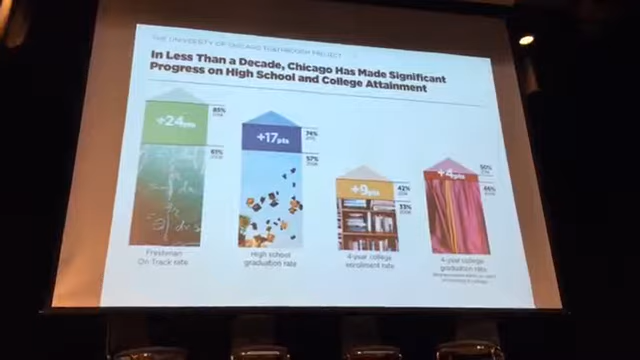 THE UNIVERSITY OF CHICAGO TO&THROUGH PROJECT
In Less Than a Decade, Chicago Has Made Significant
Progress on High School and College Attainment
+24pts
85%
61%
+17pts
74%
57%
+9pts
42%
33%
+4pts
50%
46%
Freshman
On Track rate
High school
graduation rate
4-year college
enrollment rate
4-year college
graduation rate